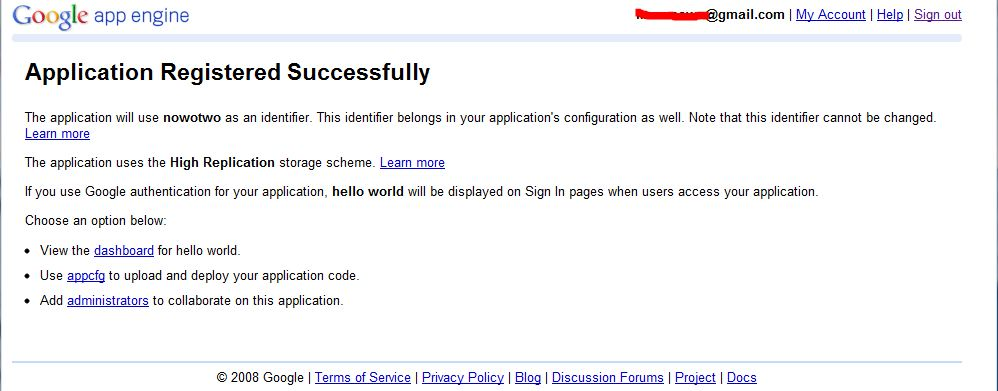 Google app engine
@gmail.com | My Account | Help | Sign out
Application Registered Successfully
The application will use nowotwo as an identifier. This identifier belongs in your application's configuration as well. Note that this identifier cannot be changed.
Learn more
The application uses the High Replication storage scheme. Learn more
If you use Google authentication for your application, hello world will be displayed on Sign In pages when users access your application.
Choose an option below:
• View the dashboard for hello world.
• Use appcfg to upload and deploy your application code.
• Add administrators to collaborate on this application.
© 2008 Google | Terms of Service | Privacy Policy | Blog | Discussion Forums | Project | Docs